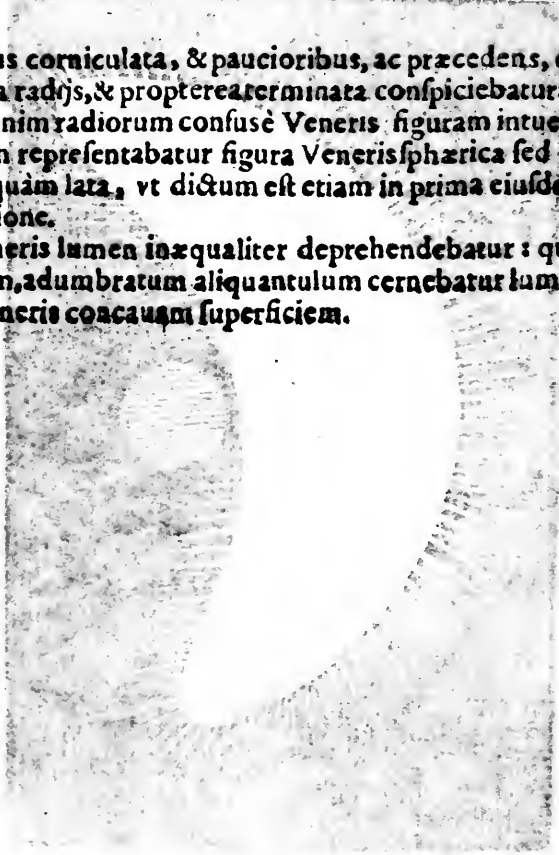 is corniculata, & paucioribus, ac præcedens,
radijs, & propterea terminata conſpiciebatur
nim radiorum confusè Veneris figuram intue
repreſentabatur figura Veneris ſphærica ſed
quàm lata, vt dictum eſt etiam in prima eiuſd
ione.
neris lumen inæqualiter deprehendebatur : q
n, adumbratum aliquantulum cernebatur lum
neris concauam ſuperficiem.